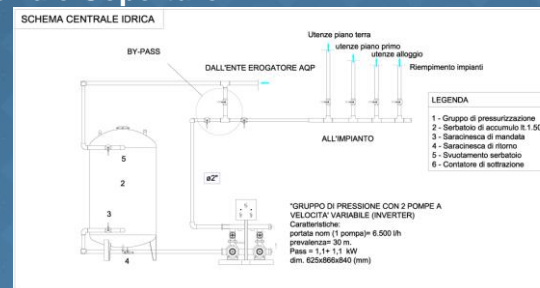 SCHEMA CENTRALE IDRICA
BY-PASS
DALL'ENTE EROGATORE AQP
Utenze piano terra
utenze piano primo
utenze alloggio
Riempimento impianti
ALL'IMPIANTO
LEGENDA
1 - Gruppo di pressurizzazione
2 - Serbatoio di accumulo lt.1.50
3 - Saracinesca di mandata
4 - Saracinesca di ritorno
5 - Svuotamento serbatoio
6 - Contatore di sottrazione
5
2
3
4
ø2"
"GRUPPO DI PRESSIONE CON 2 POMPE A
VELOCITA' VARIABILE (INVERTER)
Caratteristiche:
portata nom (1 pompa)= 6.500 l/h
prevalenza= 30 m.
Pass = 1,1+ 1,1 kW
dim. 625x866x840 (mm)